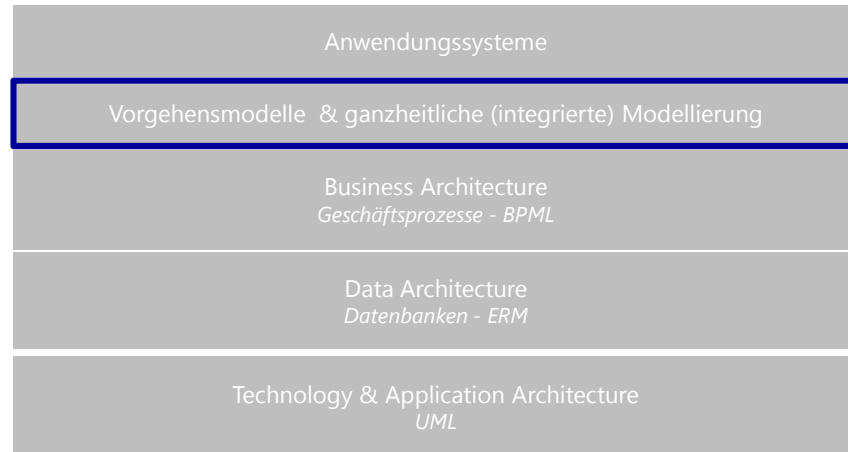 Anwendungssysteme
Vorgehensmodelle & ganzheitliche (integrierte) Modellierung
Business Architecture
Geschäftsprozesse - BPML
Data Architecture
Datenbanken - ERM
Technology & Application Architecture
UML